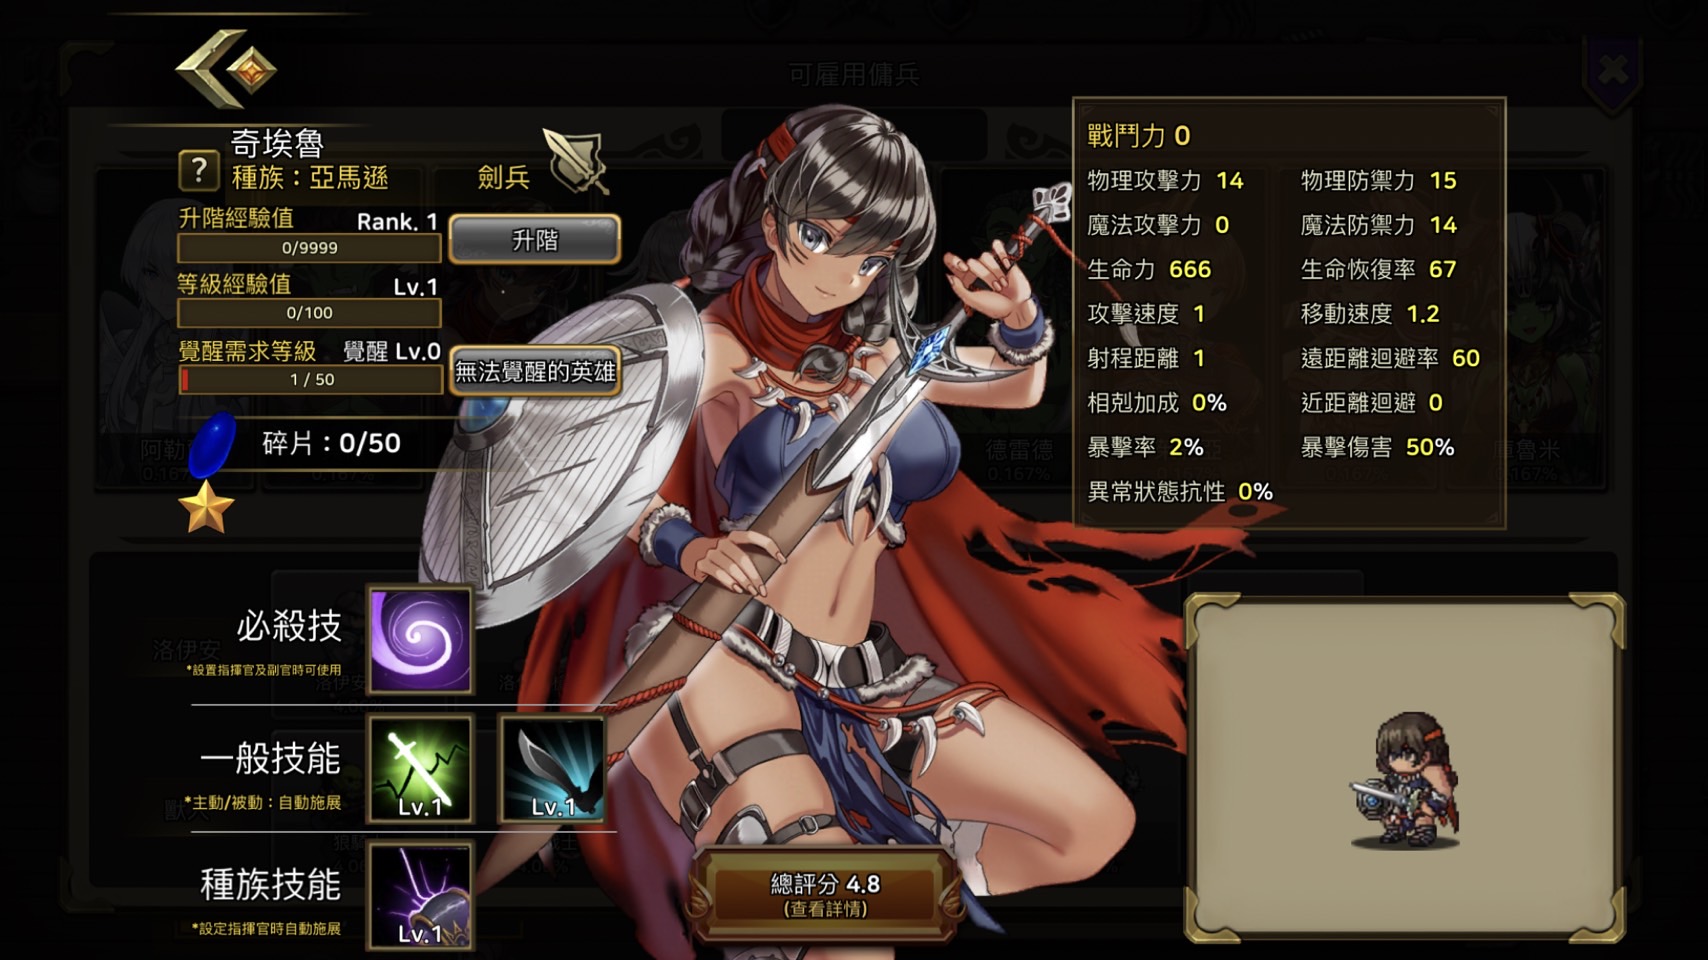 可雇用傭兵
奇埃魯
?
種族：亞馬遜
劍兵
升階經驗值 Rank. 1
0/9999
升階
等級經驗值 Lv.1
0/100
覺醒需求等級 覺醒 Lv.0
1 / 50
無法覺醒的英雄
碎片：0/50
必殺技
*設置指揮官及副官時可使用
一般技能
*主動/被動：自動施展
Lv.1
Lv.1
種族技能
*設定指揮官時自動施展
Lv.1
總評分 4.8
(查看詳情)
戰鬥力 0
物理攻擊力 14 物理防禦力 15
魔法攻擊力 0 魔法防禦力 14
生命力 666 生命恢復率 67
攻擊速度 1 移動速度 1.2
射程距離 1 遠距離迴避率 60
相剋加成 0% 近距離迴避 0
暴擊率 2% 暴擊傷害 50%
異常狀態抗性 0%
德雷德
0.167%
洛伊安